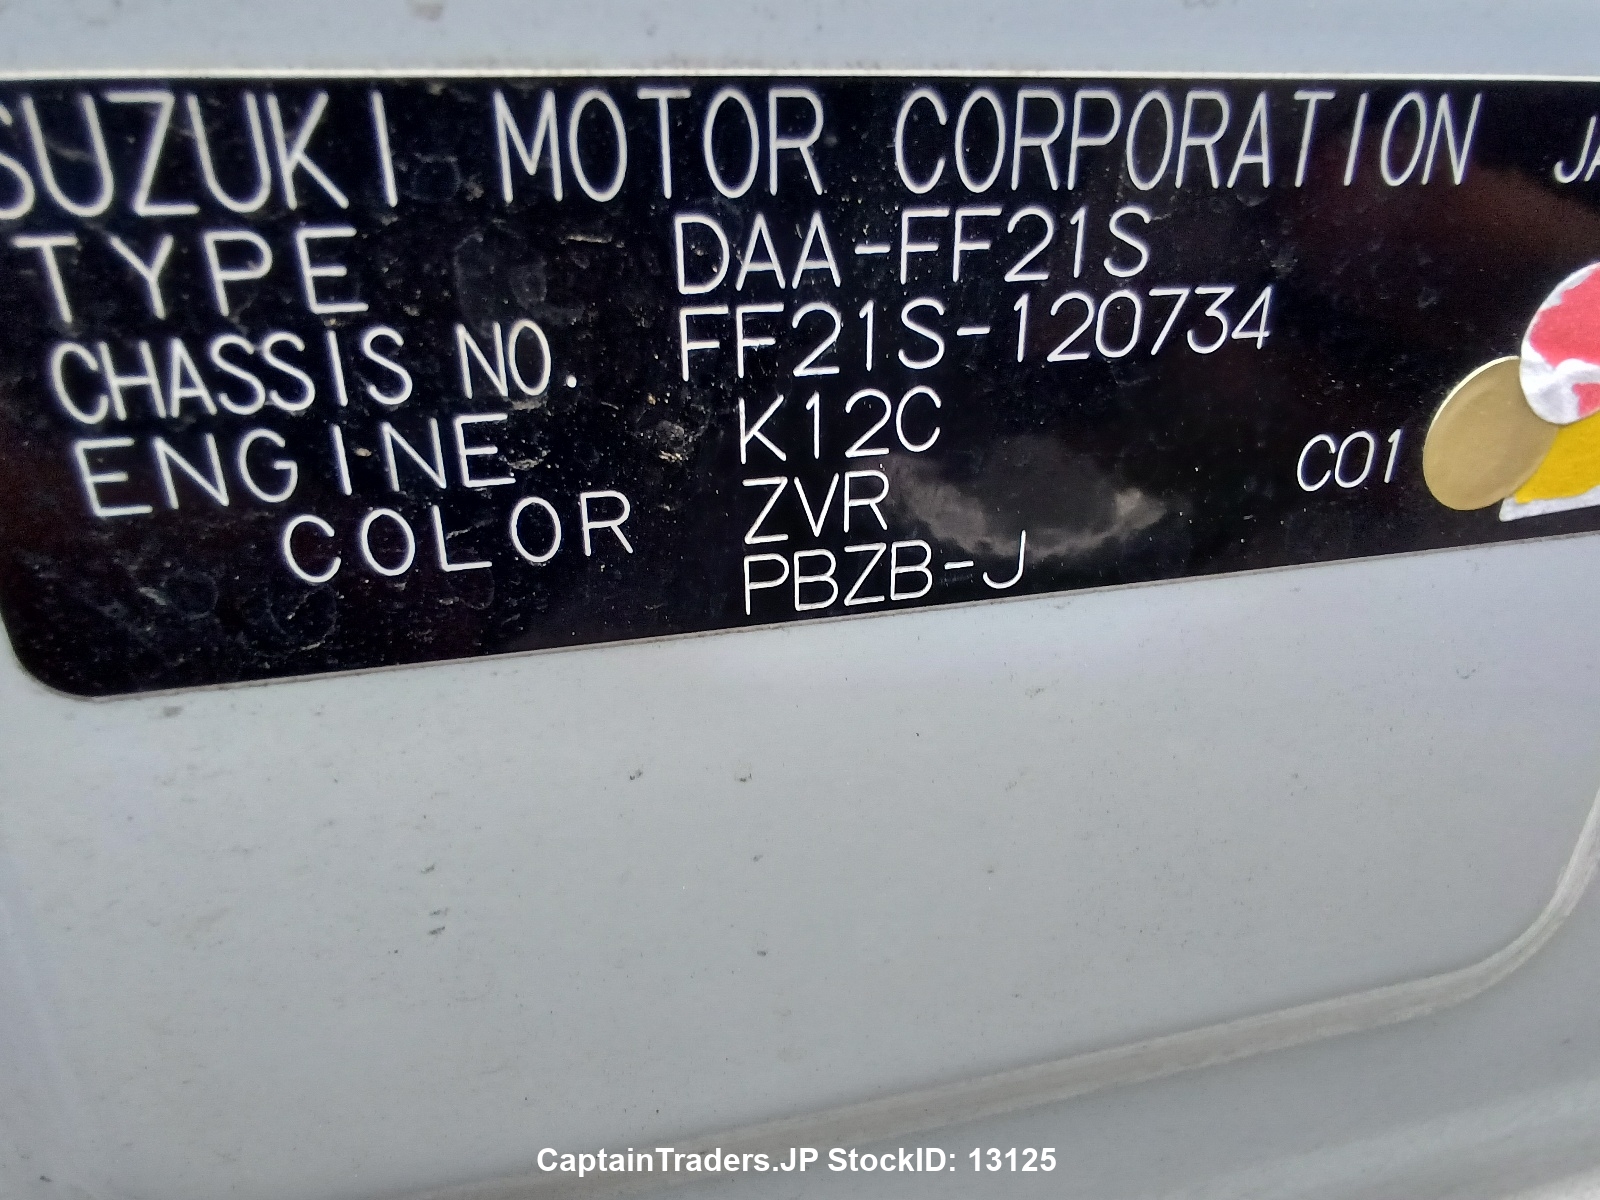 SUZUKI MOTOR CORPORATION JA
TYPE DAA-FF21S
CHASSIS NO. FF21S-120734
ENGINE K12C
COLOR ZVR C01
PBZB-J
CaptainTraders.JP StockID: 13125